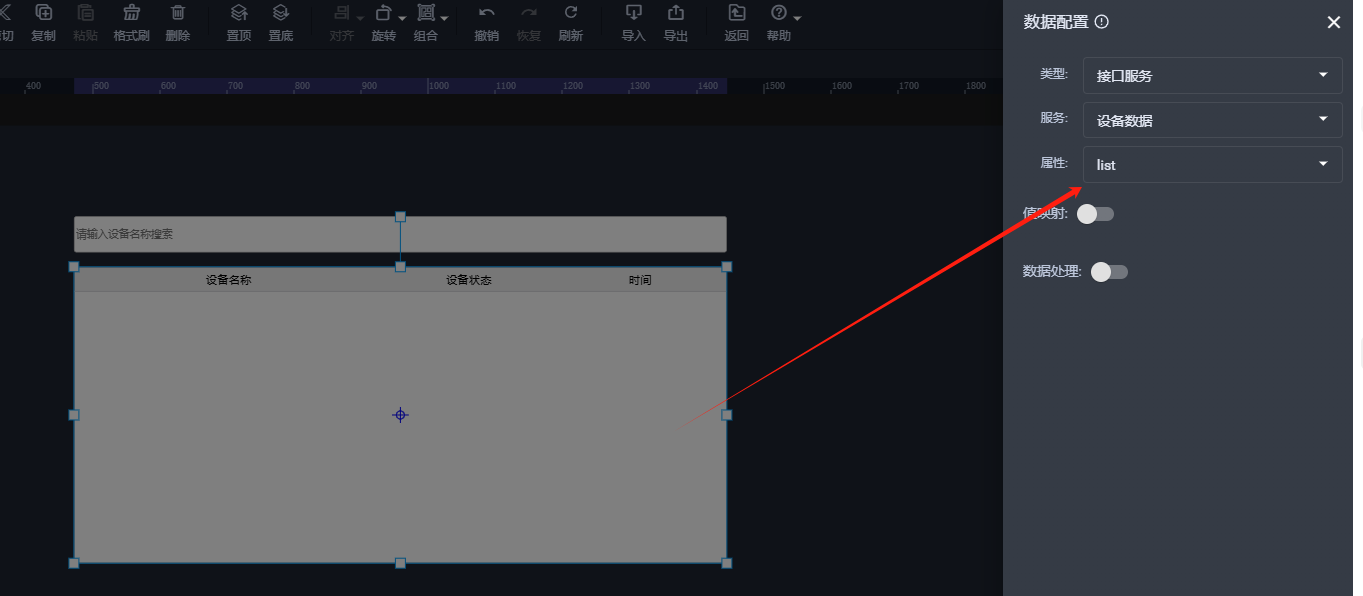 切 复制 粘贴 格式刷 删除 置顶 置底 对齐 旋转 组合 撤销 恢复 刷新 导入 导出 返回 帮助
400 500 600 700 800 900 1000 1100 1200 1300 1400 1500 1600 1700 1800
请输入设备名称搜索
设备名称 设备状态 时间
数据配置
类型: 接口服务
服务: 设备数据
属性: list
值映射:
数据处理: